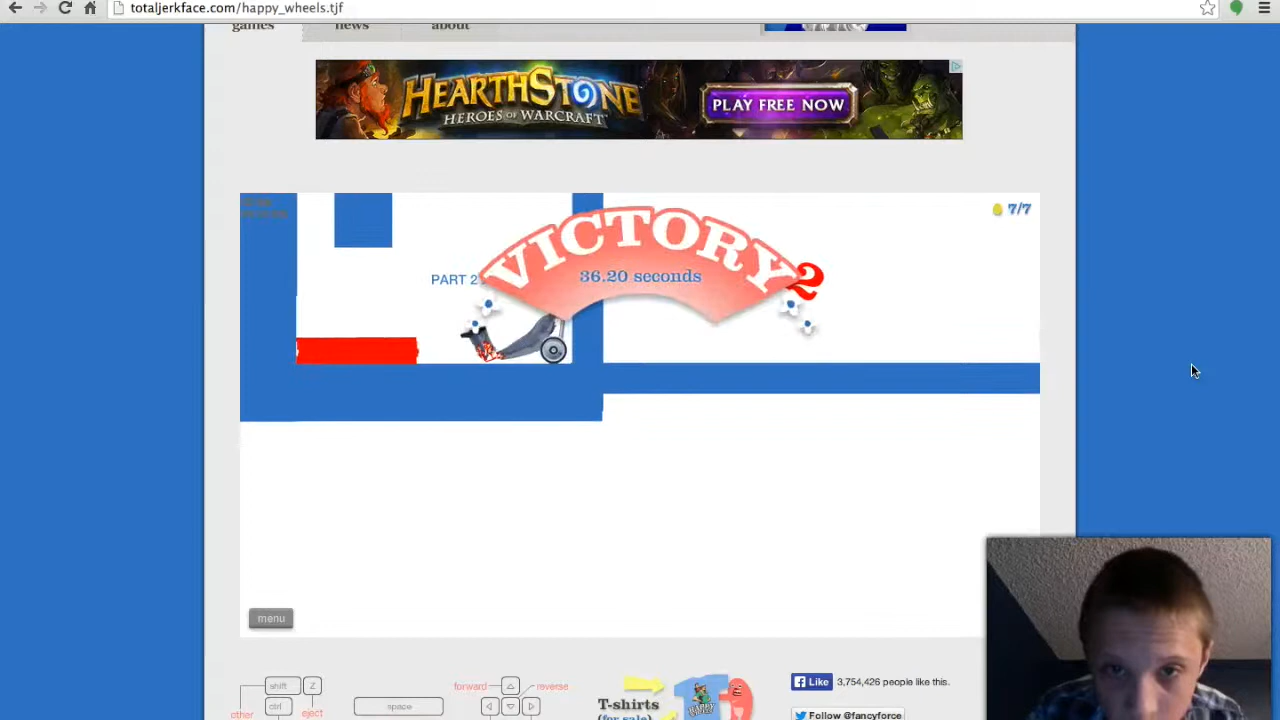 totaljerkface.com/happy_wheels.tjf
games
news
about
HEARTHSTONE
HEROES OF WARCRAFT
PLAY FREE NOW
7/7
VICTORY
2
36.20 seconds
PART 2
menu
shift
Z
ctrl
eject
other
space
forward
reverse
T-shirts
(for sale)
Like
3,754,426 people like this.
Follow @fancyforce